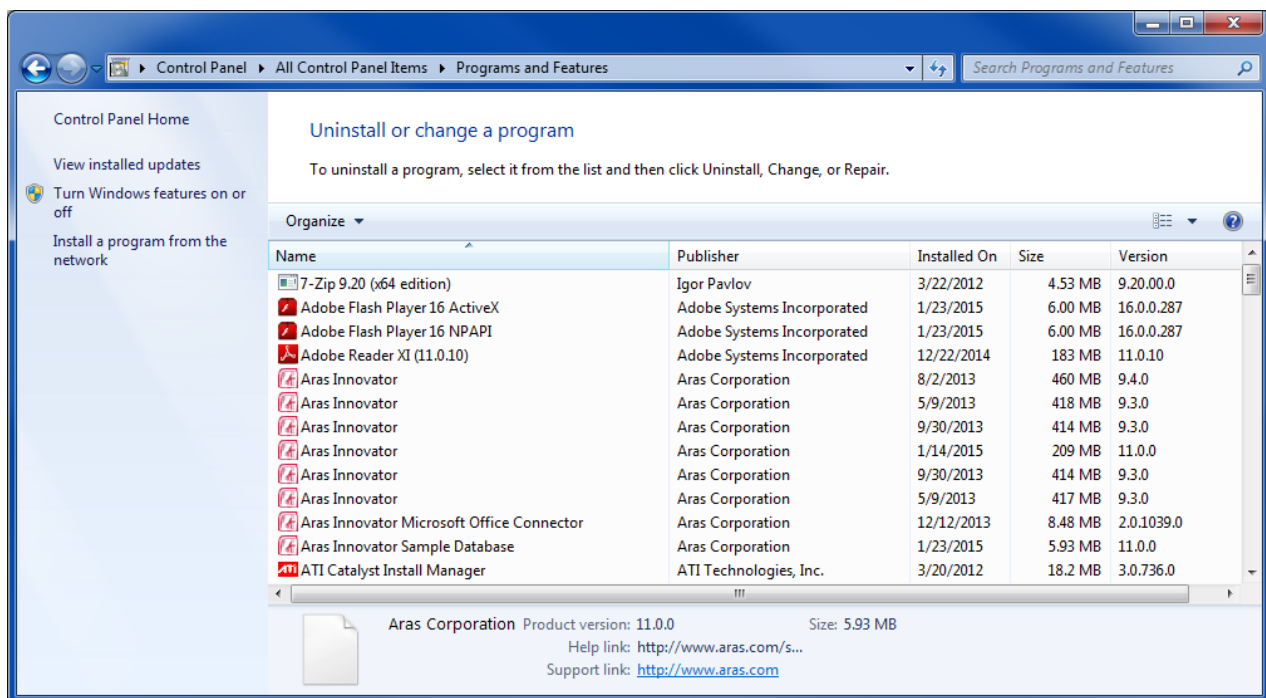 Control Panel All Control Panel Items Programs and Features Search Programs and Features
Control Panel Home
View installed updates
Turn Windows features on or
off
Install a program from the
network
Uninstall or change a program
To uninstall a program, select it from the list and then click Uninstall, Change, or Repair.
Organize
Name Publisher Installed On Size Version
7-Zip 9.20 (x64 edition) Igor Pavlov 3/22/2012 4.53 MB 9.20.00.0
Adobe Flash Player 16 ActiveX Adobe Systems Incorporated 1/23/2015 6.00 MB 16.0.0.287
Adobe Flash Player 16 NPAPI Adobe Systems Incorporated 1/23/2015 6.00 MB 16.0.0.287
Adobe Reader XI (11.0.10) Adobe Systems Incorporated 12/22/2014 183 MB 11.0.10
Aras Innovator Aras Corporation 8/2/2013 460 MB 9.4.0
Aras Innovator Aras Corporation 5/9/2013 418 MB 9.3.0
Aras Innovator Aras Corporation 9/30/2013 414 MB 9.3.0
Aras Innovator Aras Corporation 1/14/2015 209 MB 11.0.0
Aras Innovator Aras Corporation 9/30/2013 414 MB 9.3.0
Aras Innovator Aras Corporation 5/9/2013 417 MB 9.3.0
Aras Innovator Microsoft Office Connector Aras Corporation 12/12/2013 8.48 MB 2.0.1039.0
Aras Innovator Sample Database Aras Corporation 1/23/2015 5.93 MB 11.0.0
ATI Catalyst Install Manager ATI Technologies, Inc. 3/20/2012 18.2 MB 3.0.736.0
Aras Corporation Product version: 11.0.0 Size: 5.93 MB
Help link: http://www.aras.com/s...
Support link: http://www.aras.com